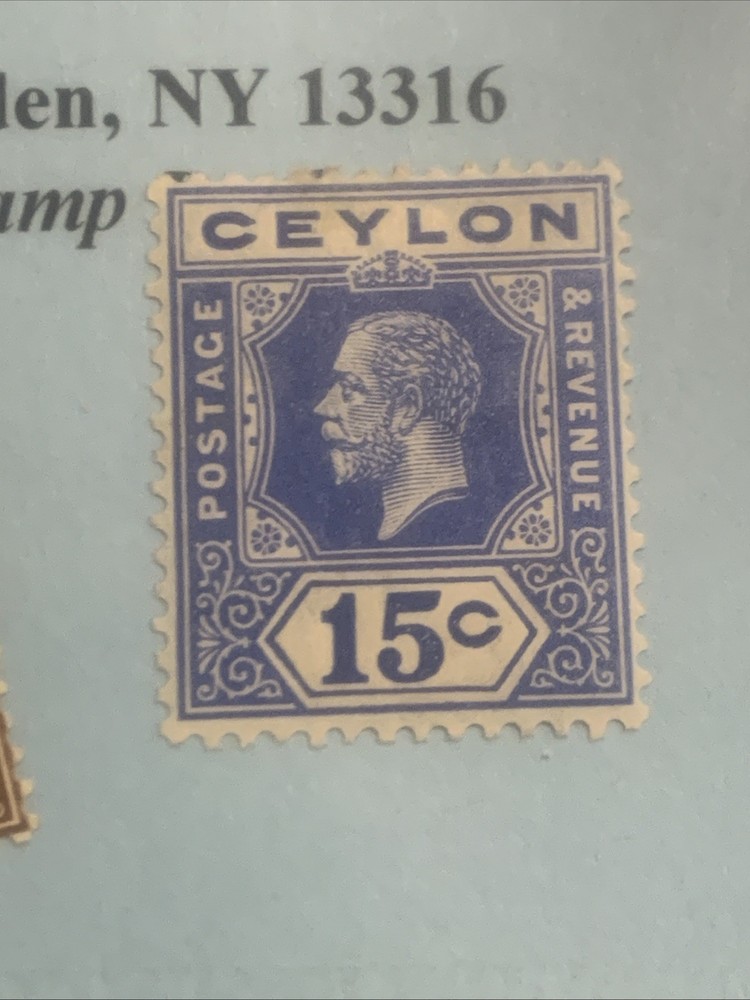 den, NY 13316
amp
CEYLON
POSTAGE
& REVENUE
15c